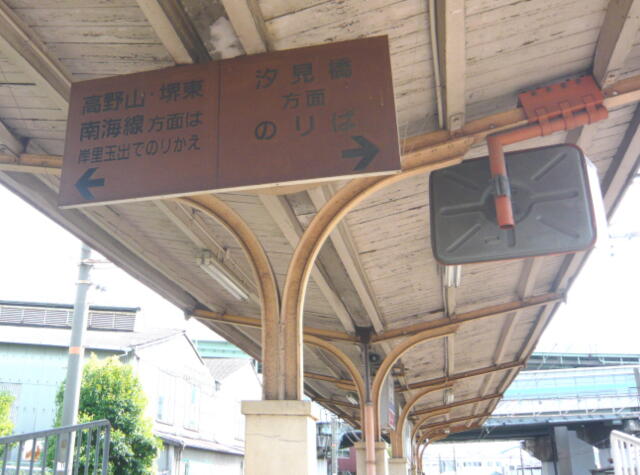 高野山・堺東
南海線方面は
岸里玉出でのりかえ
汐見橋
方面
のりば